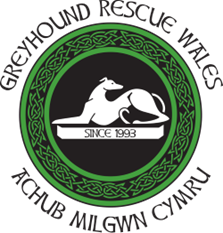 GREYHOUND RESCUE WALES
SINCE 1993
ACHUB MILGWN CYMRU